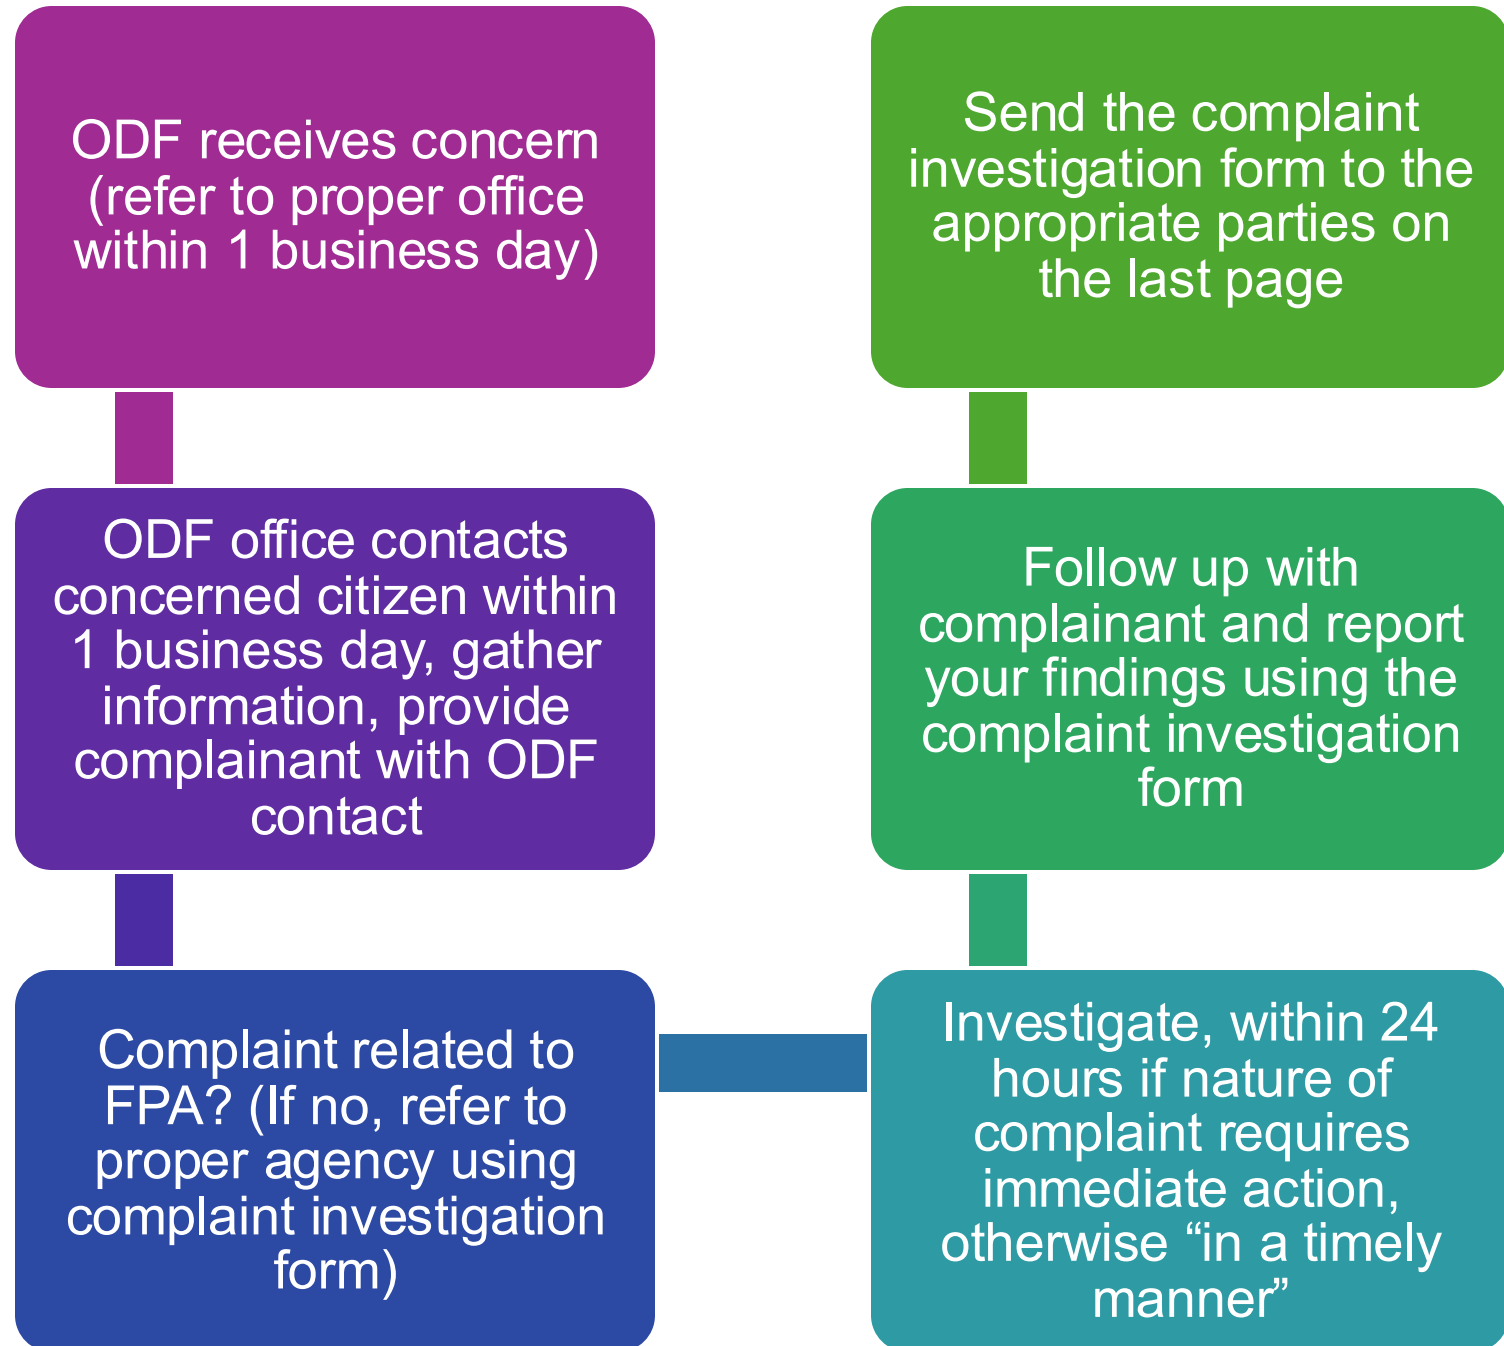 ODF receives concern
(refer to proper office
within 1 business day)
ODF office contacts
concerned citizen within
1 business day, gather
information, provide
complainant with ODF
contact
Complaint related to
FPA? (If no, refer to
proper agency using
complaint investigation
form)
Investigate, within 24
hours if nature of
complaint requires
immediate action,
otherwise “in a timely
manner”
Follow up with
complainant and report
your findings using the
complaint investigation
form
Send the complaint
investigation form to the
appropriate parties on
the last page